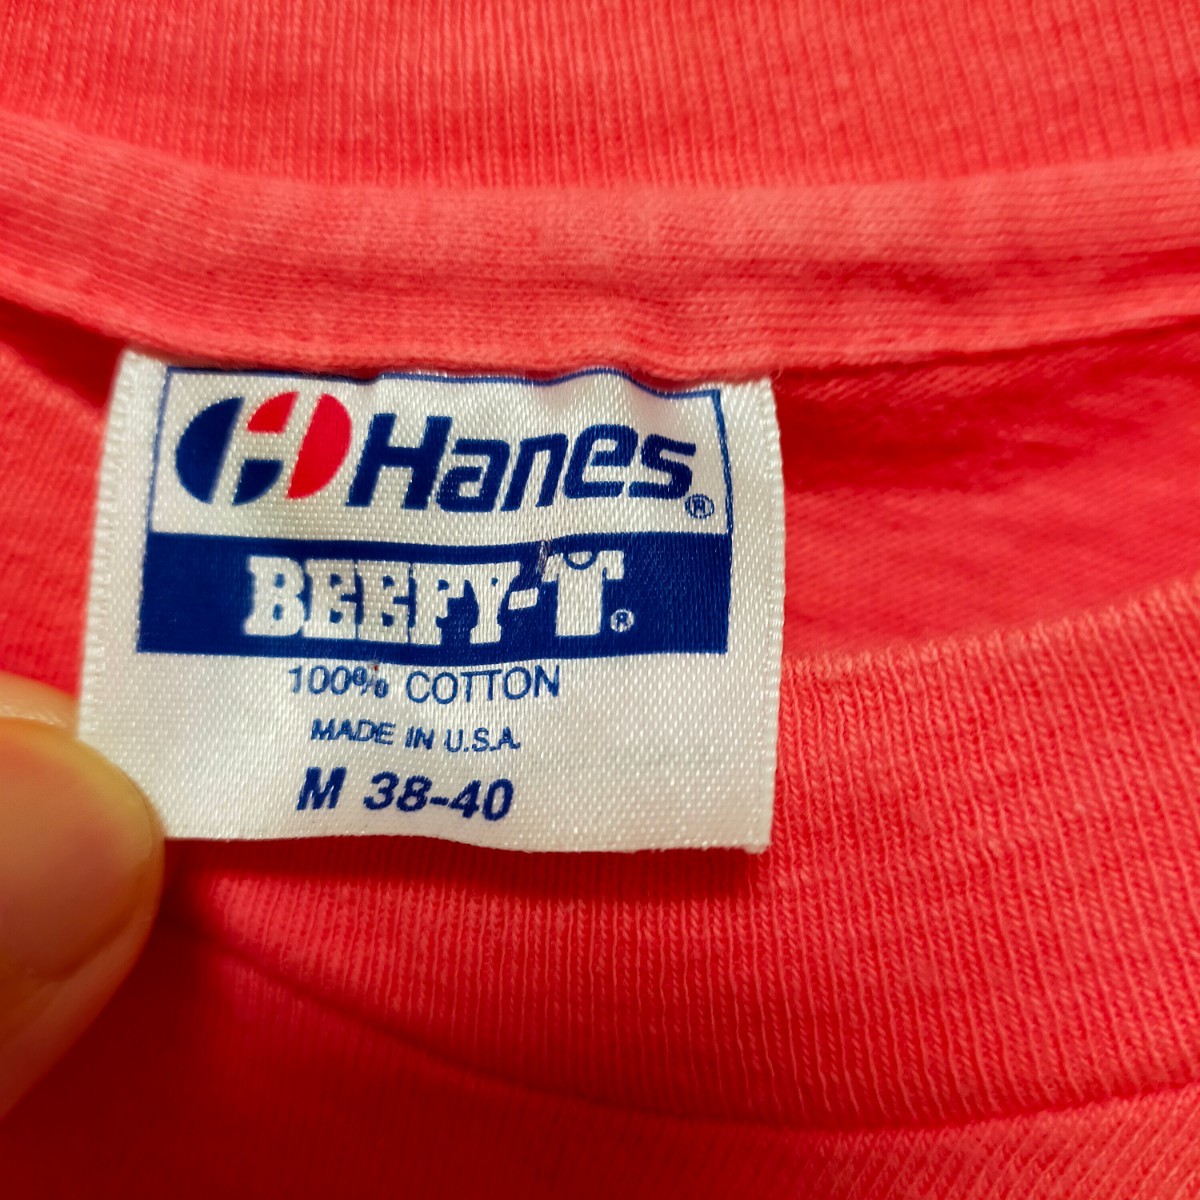 Hanes®
BEEFY-T®
100% COTTON
MADE IN U.S.A.
M 38-40